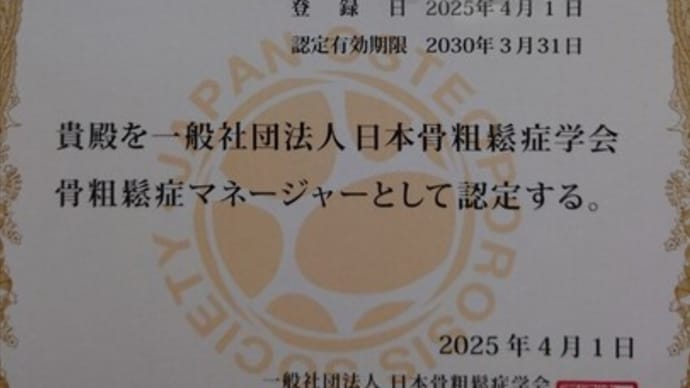 登録日 2025年4月1日
認定有効期限 2030年3月31日
貴殿を一般社団法人日本骨粗鬆症学会
骨粗鬆症マネージャーとして認定する。
JAPAN OSTEOPOROSIS SOCIETY
2025年4月1日
一般社団法人 日本骨粗鬆症学会